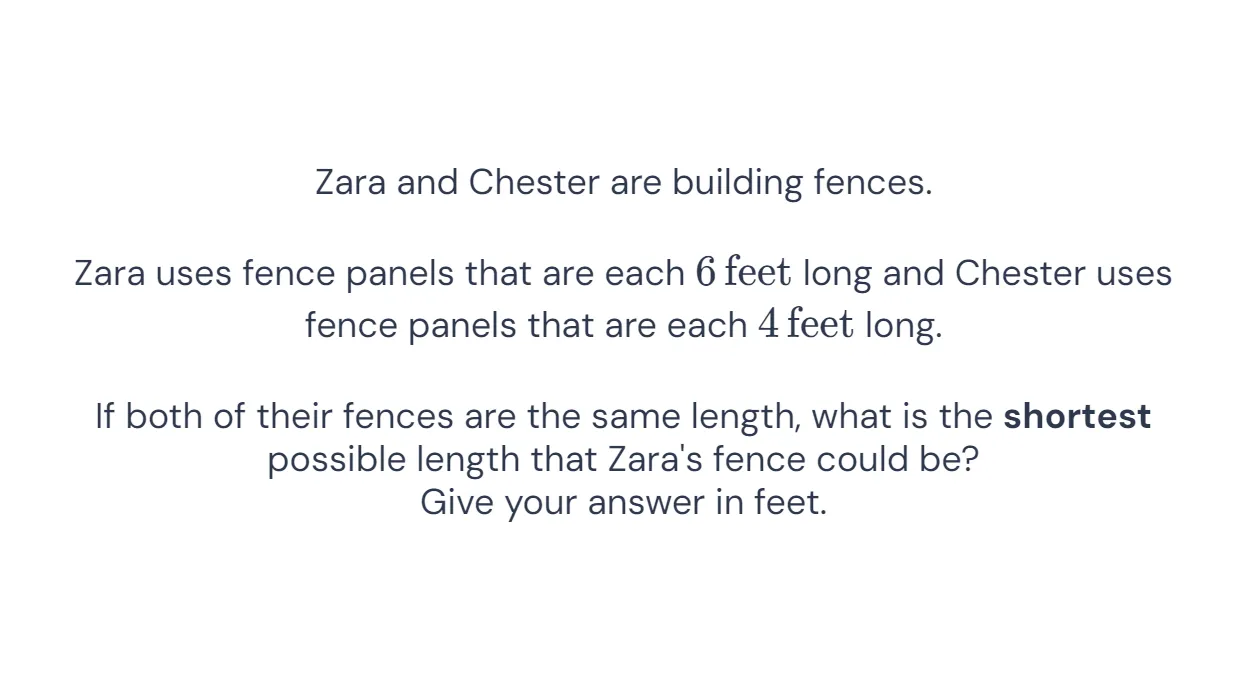 Zara and Chester are building fences.
Zara uses fence panels that are each 6 feet long and Chester uses
fence panels that are each 4 feet long.
If both of their fences are the same length, what is the shortest
possible length that Zara's fence could be?
Give your answer in feet.